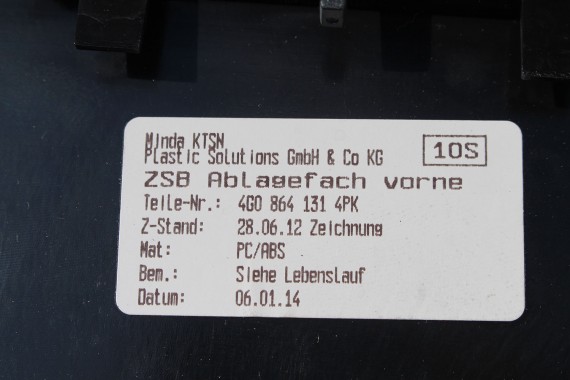 Minda KTSN
Plastic Solutions GmbH & Co KG
10S
ZSB Ablagefach vorne
Teile-Nr.: 4G0 864 131 4PK
Z-Stand: 28.06.12 Zeichnung
Mat: PC/ABS
Bem.: Siehe Lebenslauf
Datum: 06.01.14